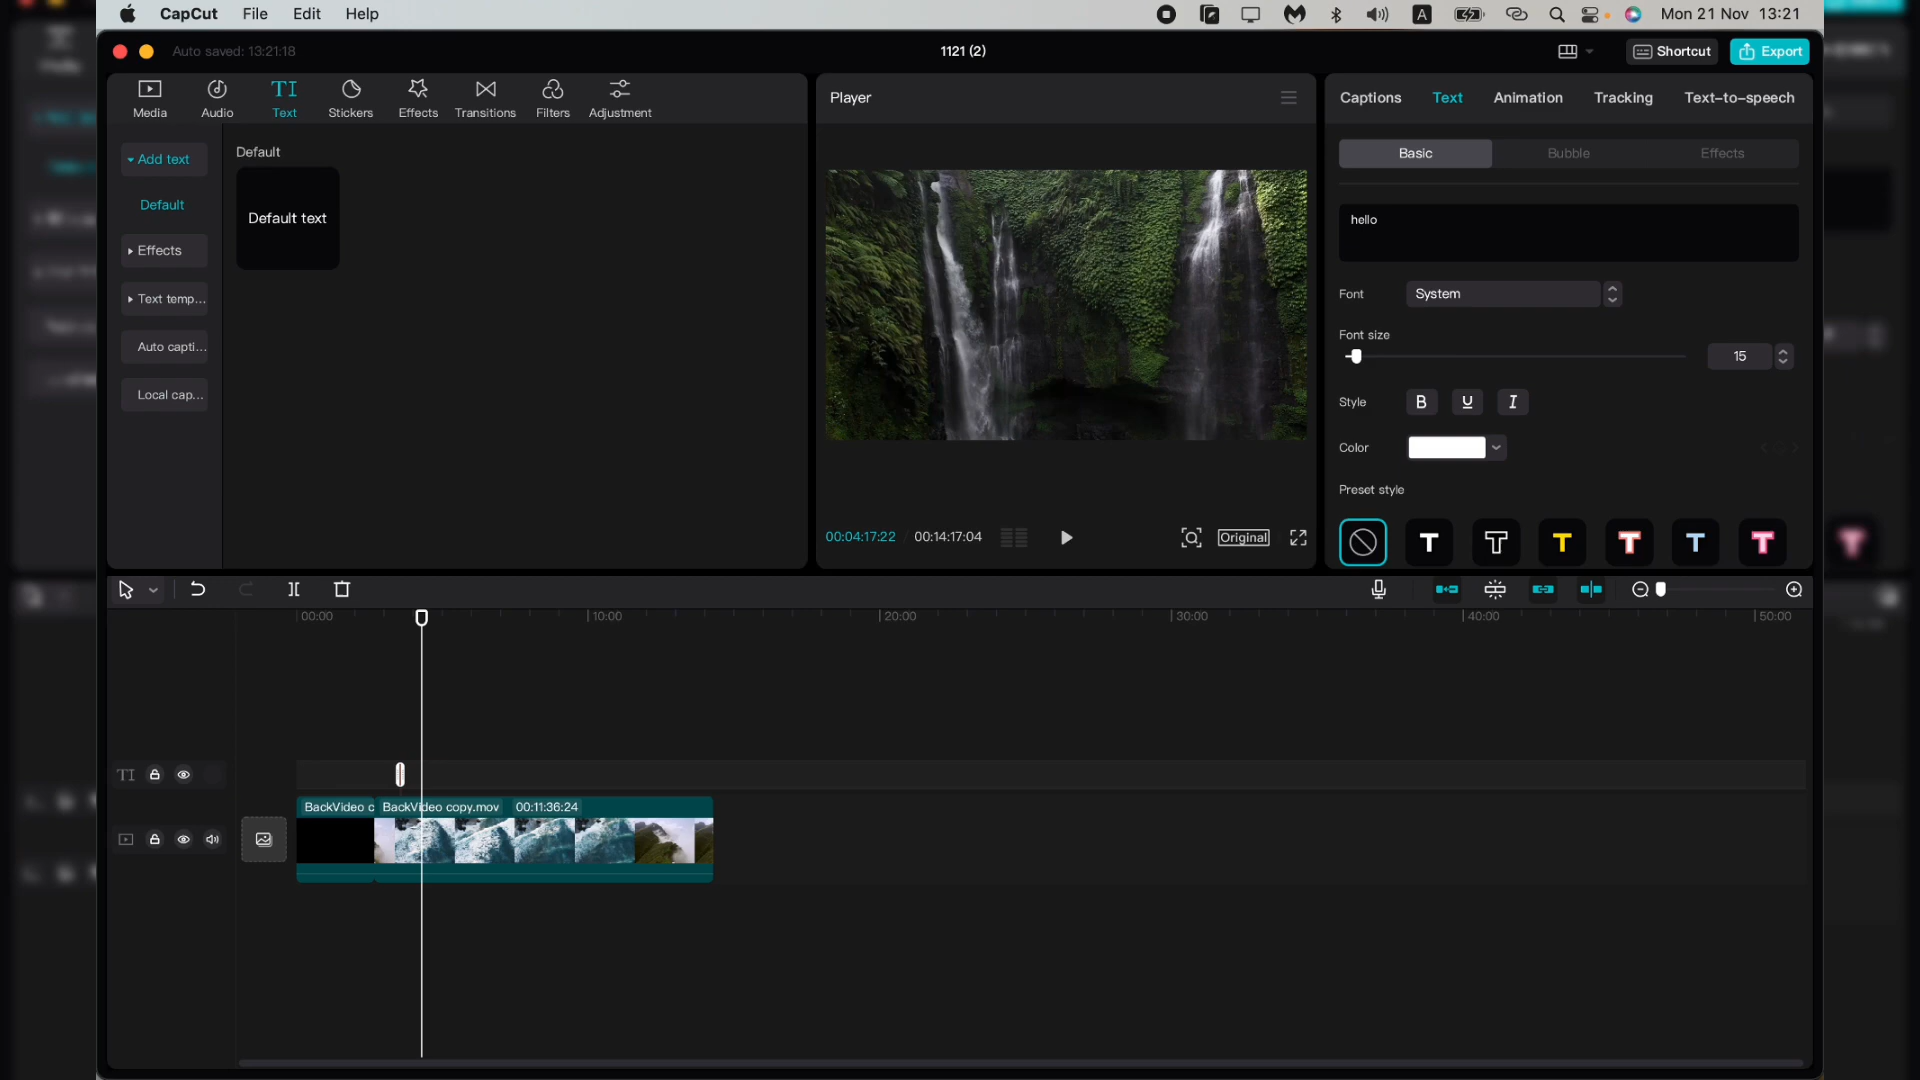 CapCut File Edit Help
A Mon 21 Nov 13:21
Auto saved: 13:21:18
1121 (2)
Shortcut
Export
Media Audio TI Text Stickers Effects Transitions Filters Adjustment
Add text
Default
Effects
Text temp...
Auto capti...
Local cap...
Default
Default text
Player
00:04:17:22 00:14:17:04
Original
Captions Text Animation Tracking Text-to-speech
Basic Bubble Effects
hello
Font System
Font size
15
Style B U I
Color
Preset style
T T T T T T
00:00 10:00 20:00 30:00 40:00 50:00
TI
BackVideo c BackVideo copy.mov 00:11:36:24